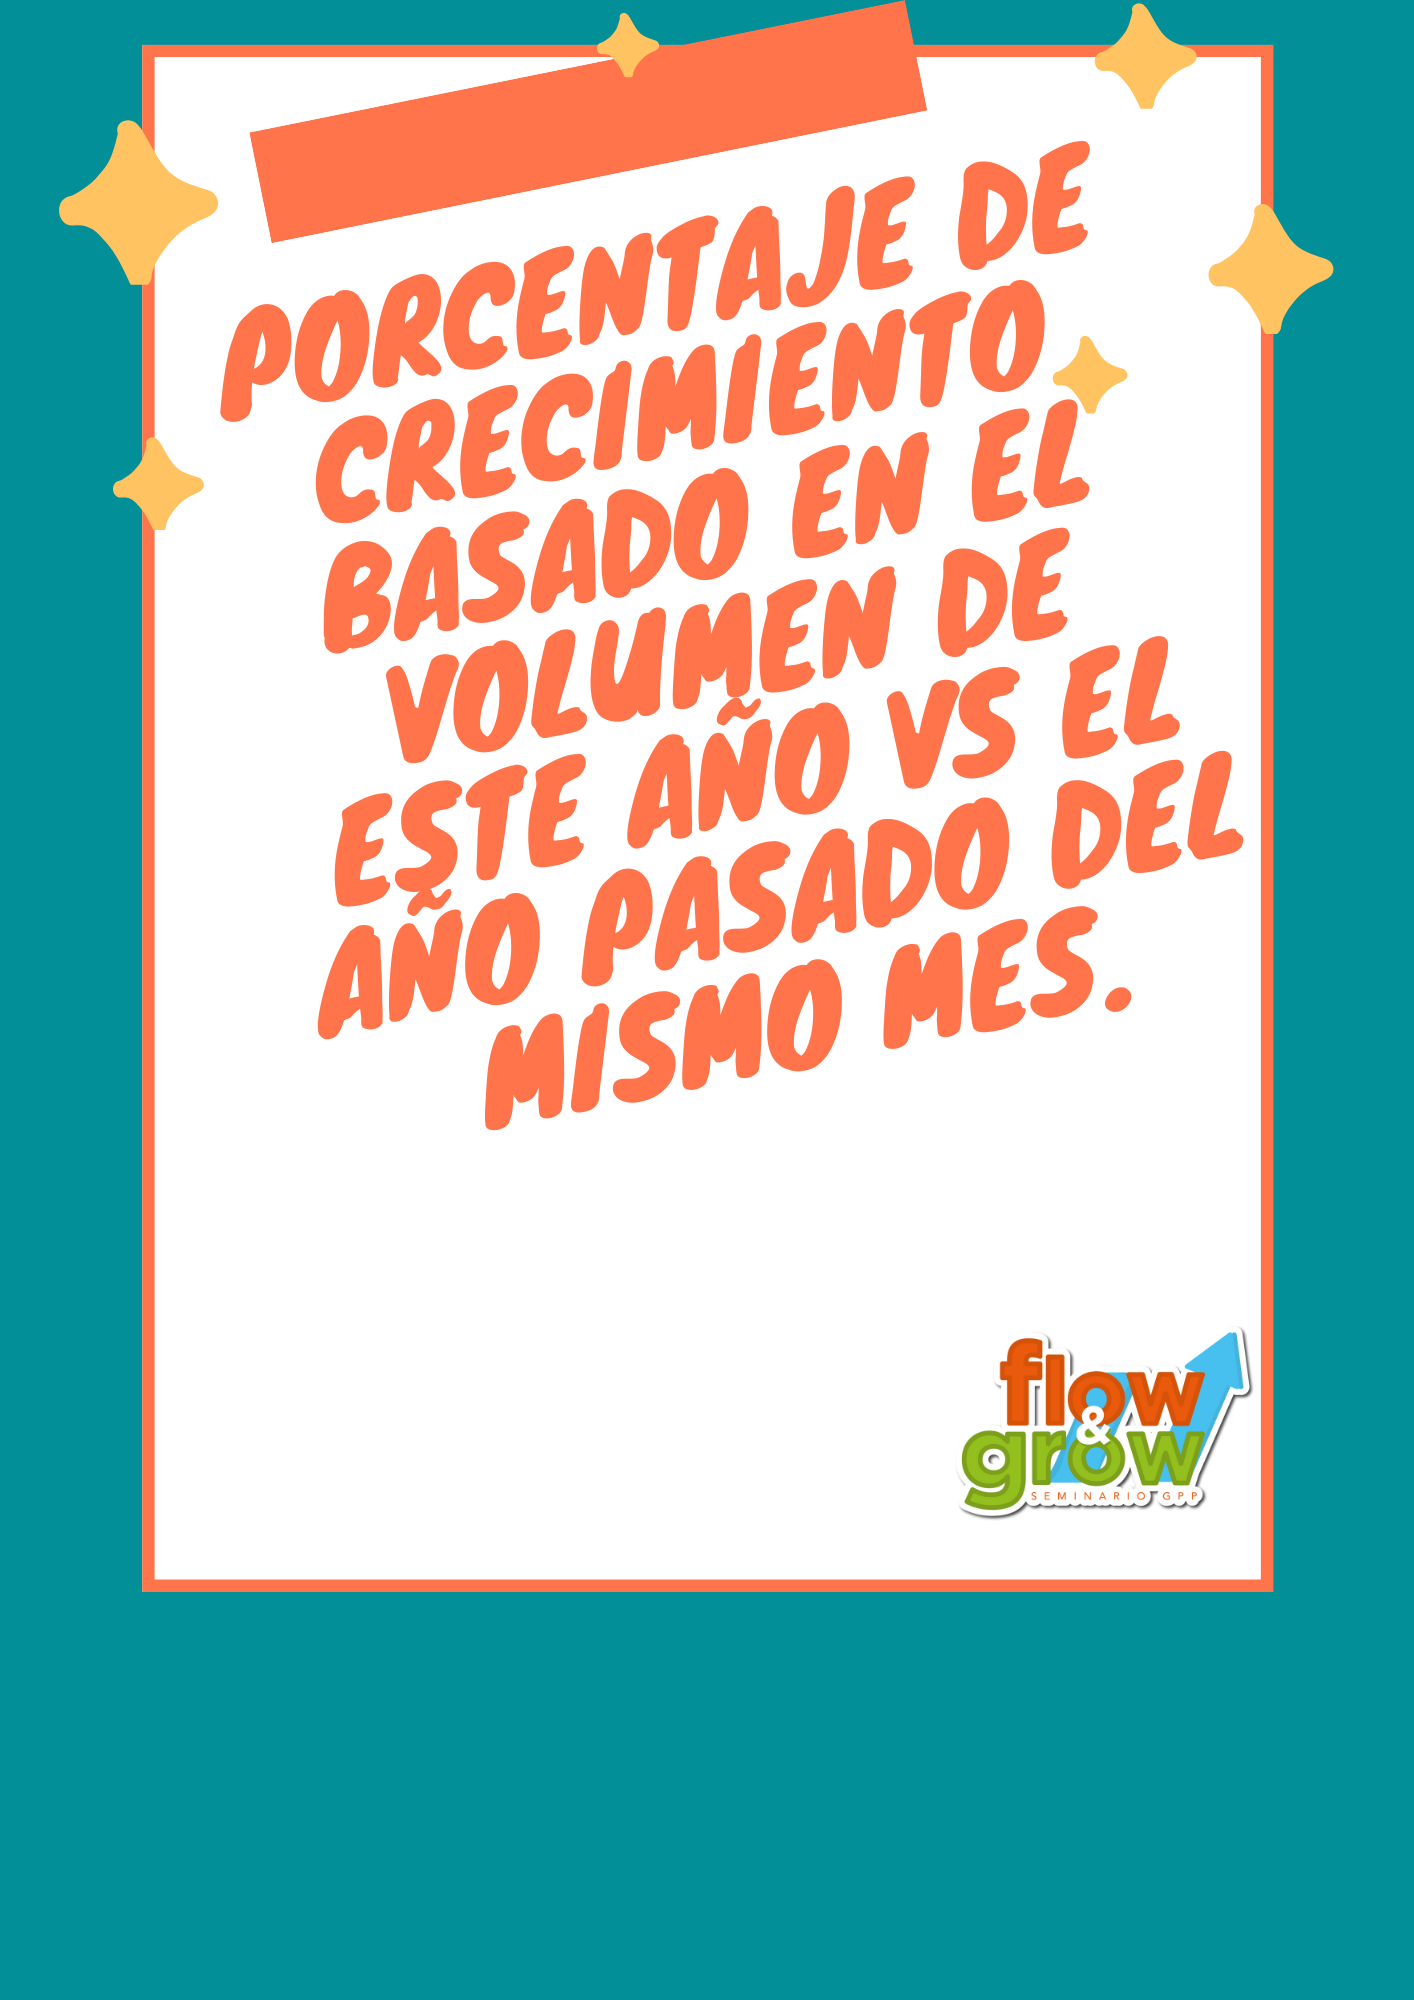 PORCENTAJE DE
CRECIMIENTO
BASADO EN EL
VOLUMEN DE
ESTE AÑO VS EL
AÑO PASADO DEL
MISMO MES.
flow
&
grow
SEMINARIO GPP